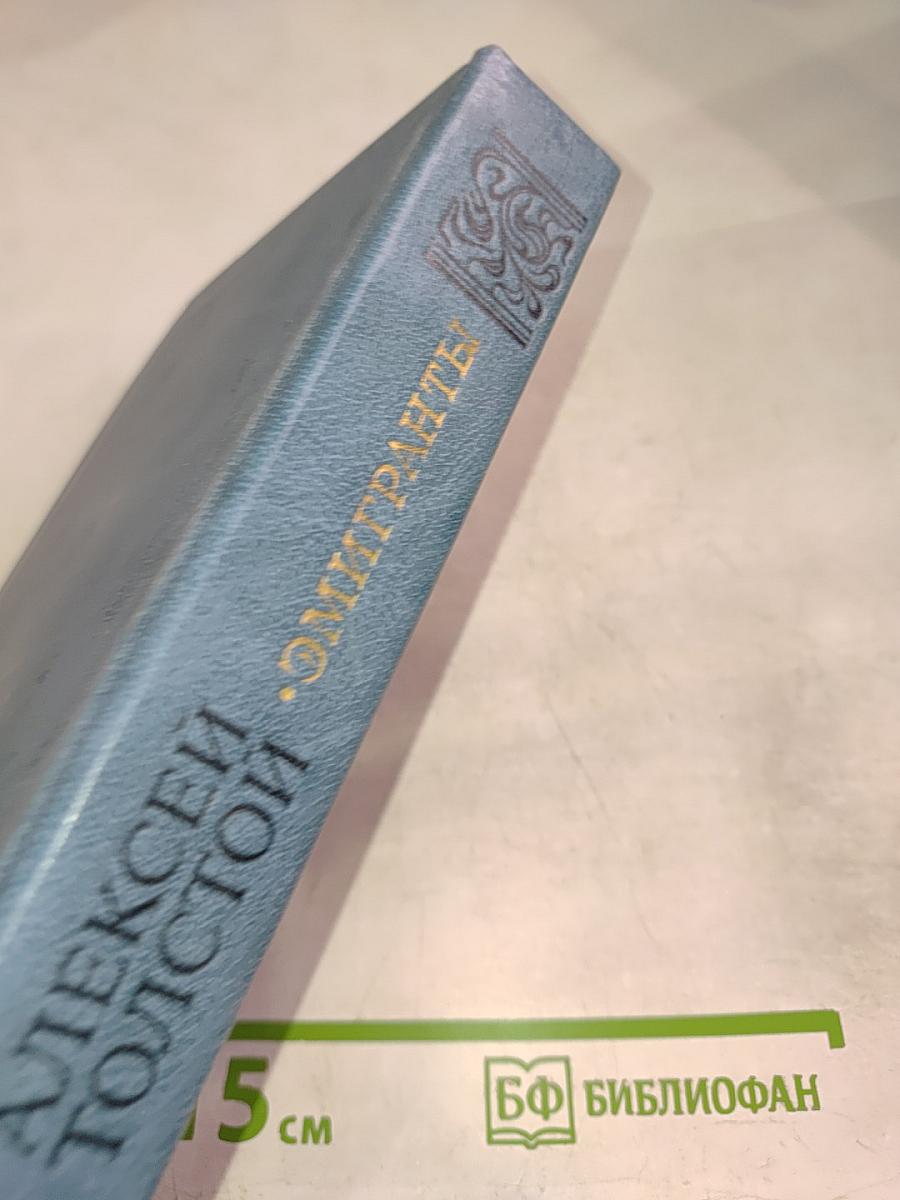 АЛЕКСЕЙ
ТОЛСТОЙ
• ЭМИГРАНТЫ
15 см
БФ БИБЛИОФАН